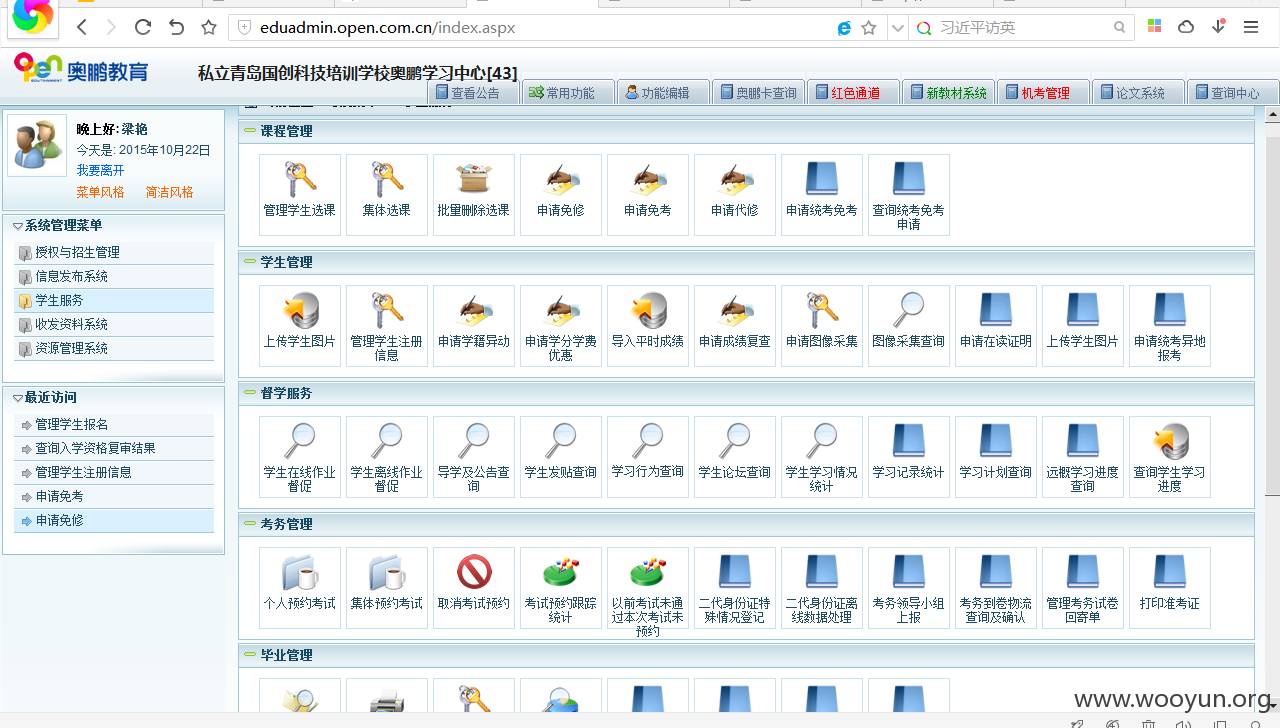 eduadmin.open.com.cn/index.aspx
习近平访英
open 奥鹏教育
私立青岛国创科技培训学校奥鹏学习中心[43]
查看公告 常用功能 功能编辑 奥鹏卡查询 红色通道 新教材系统 机考管理 论文系统 查询中心
晚上好: 梁艳
今天是: 2015年10月22日
我要离开
菜单风格 简洁风格
系统管理菜单
授权与招生管理
信息发布系统
学生服务
收发资料系统
资源管理系统
最近访问
管理学生报名
查询入学资格复审结果
管理学生注册信息
申请免考
申请免修
课程管理
管理学生选课 集体选课 批量删除选课 申请免修 申请免考 申请代修 申请统考免考 查询统考免考
申请
学生管理
上传学生图片 管理学生注册 申请学籍异动 申请学分学费 导入平时成绩 申请成绩复查 申请图像采集 图像采集查询 申请在读证明 上传学生图片 申请统考异地
信息 优惠 报考
督学服务
学生在线作业 学生离线作业 导学及公告查 学生发贴查询 学习行为查询 学生论坛查询 学生学习情况 学习记录统计 学习计划查询 远程学习进度 查询学生学习
督促 督促 询 统计 查询 进度
考务管理
个人预约考试 集体预约考试 取消考试预约 考试预约跟踪 以前考试未通 二代身份证特 二代身份证离 考务领导小组 考务到卷物流 管理考务试卷 打印准考证
统计 过本次考试未 殊情况登记 线数据处理 上报 查询及确认 回寄单
预约
毕业管理
www.wooyun.org